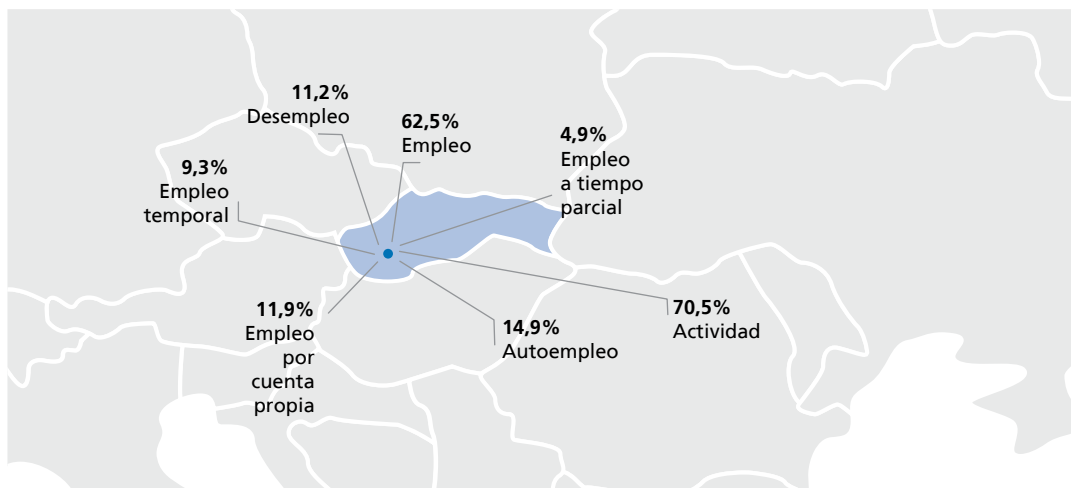 11,2%
Desempleo
62,5%
Empleo
4,9%
Empleo
a tiempo
parcial
9,3%
Empleo
temporal
11,9%
Empleo
por
cuenta
propia
14,9%
Autoempleo
70,5%
Actividad